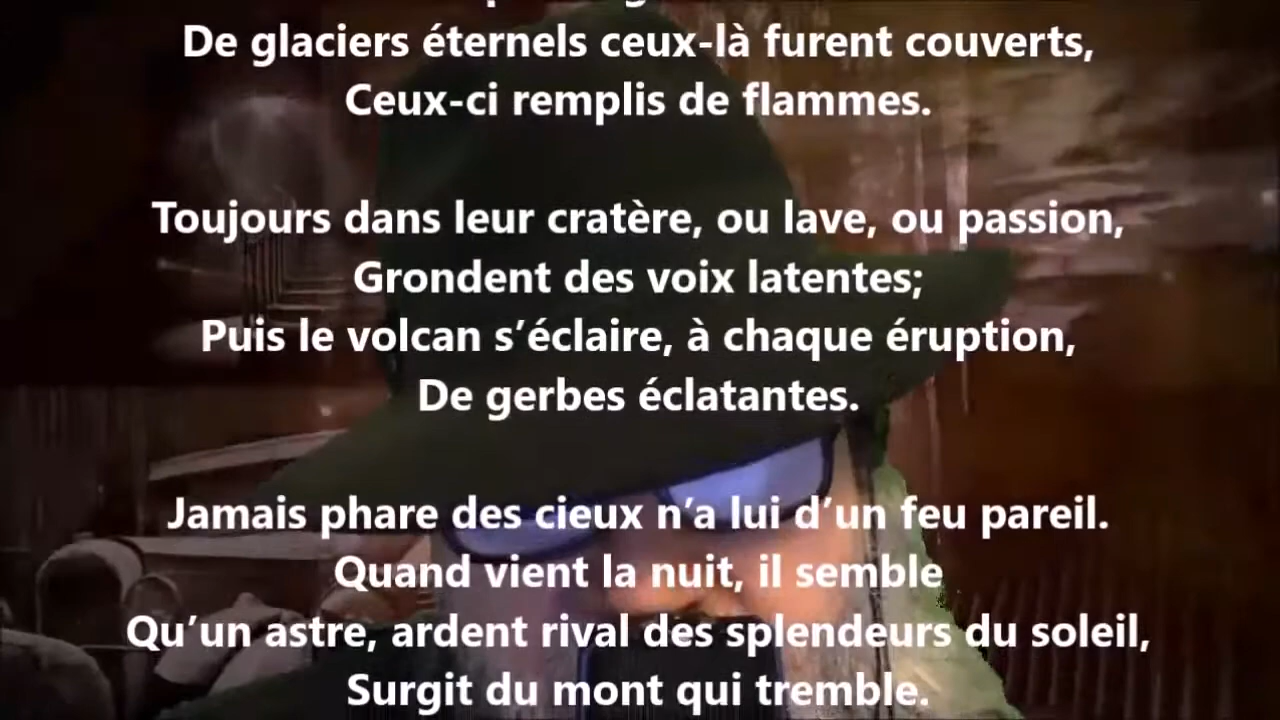 De glaciers éternels ceux-là furent couverts,
Ceux-ci remplis de flammes.
Toujours dans leur cratère, ou lave, ou passion,
Grondent des voix latentes;
Puis le volcan s’éclaire, à chaque éruption,
De gerbes éclatantes.
Jamais phare des cieux n’a lui d’un feu pareil.
Quand vient la nuit, il semble
Qu’un astre, ardent rival des splendeurs du soleil,
Surgit du mont qui tremble.